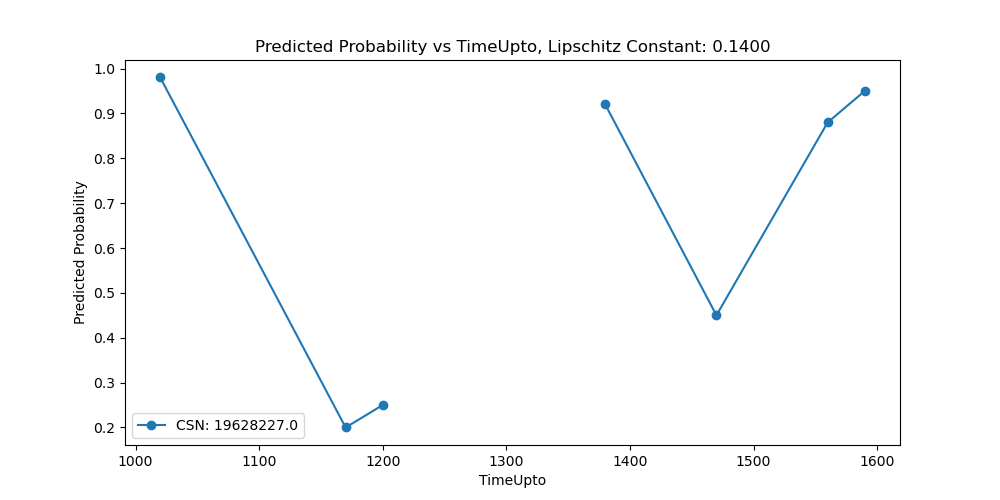 Predicted Probability vs TimeUpto, Lipschitz Constant: 0.1400
Predicted Probability
1.0
0.9
0.8
0.7
0.6
0.5
0.4
0.3
0.2
CSN: 19628227.0
1000 1100 1200 1300 1400 1500 1600
TimeUpto